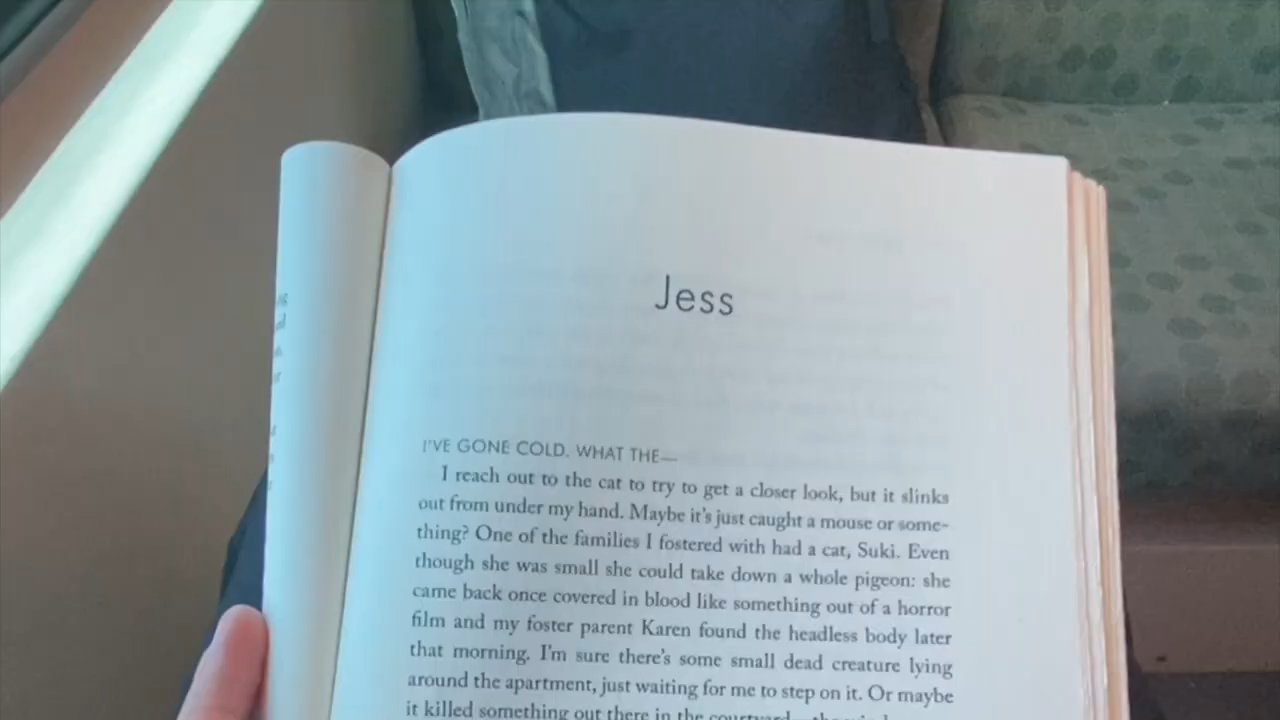 Jess
I'VE GONE COLD. WHAT THE—
I reach out to the cat to try to get a closer look, but it slinks
out from under my hand. Maybe it's just caught a mouse or some-
thing? One of the families I fostered with had a cat, Suki. Even
though she was small she could take down a whole pigeon: she
came back once covered in blood like something out of a horror
film and my foster parent Karen found the headless body later
that morning. I'm sure there's some small dead creature lying
around the apartment, just waiting for me to step on it. Or maybe
it killed something out there in the courtyard—the